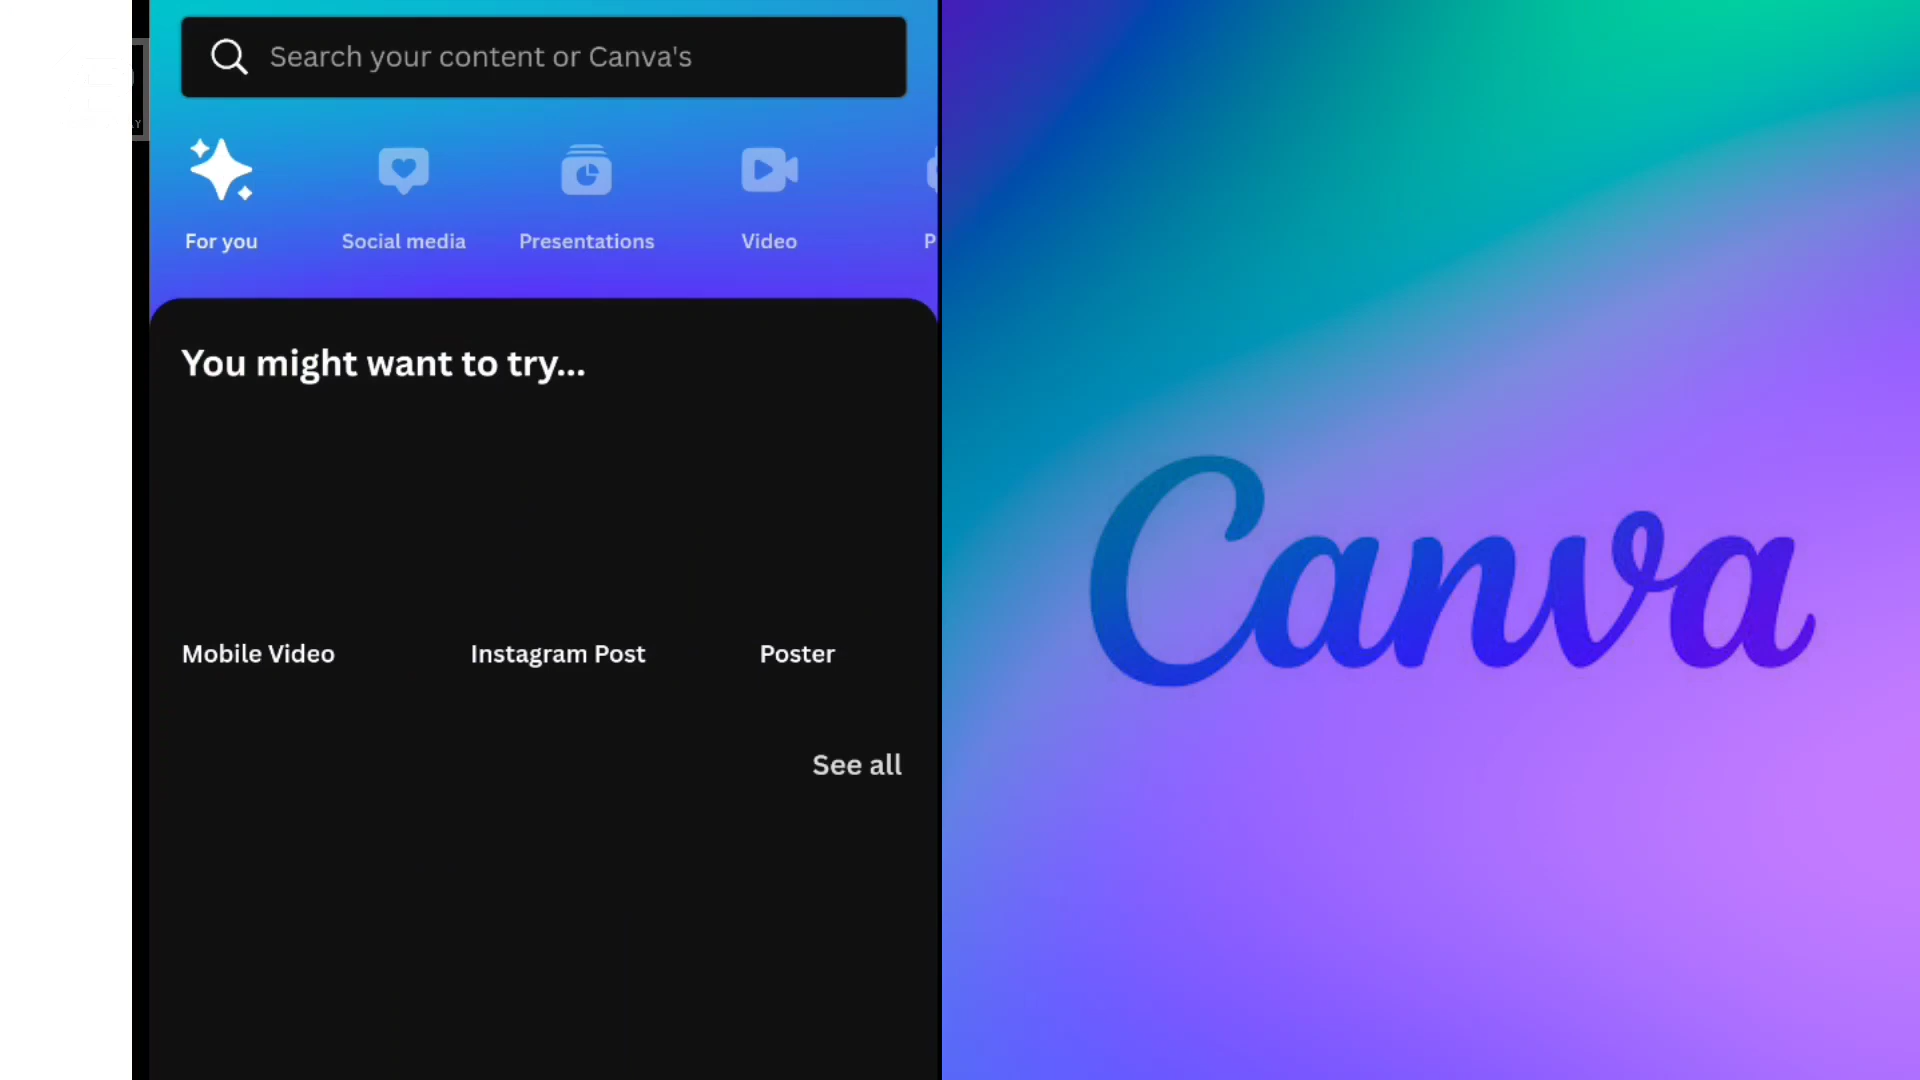 Search your content or Canva's
For you
Social media
Presentations
Video
P
You might want to try...
Mobile Video
Instagram Post
Poster
See all
Canva